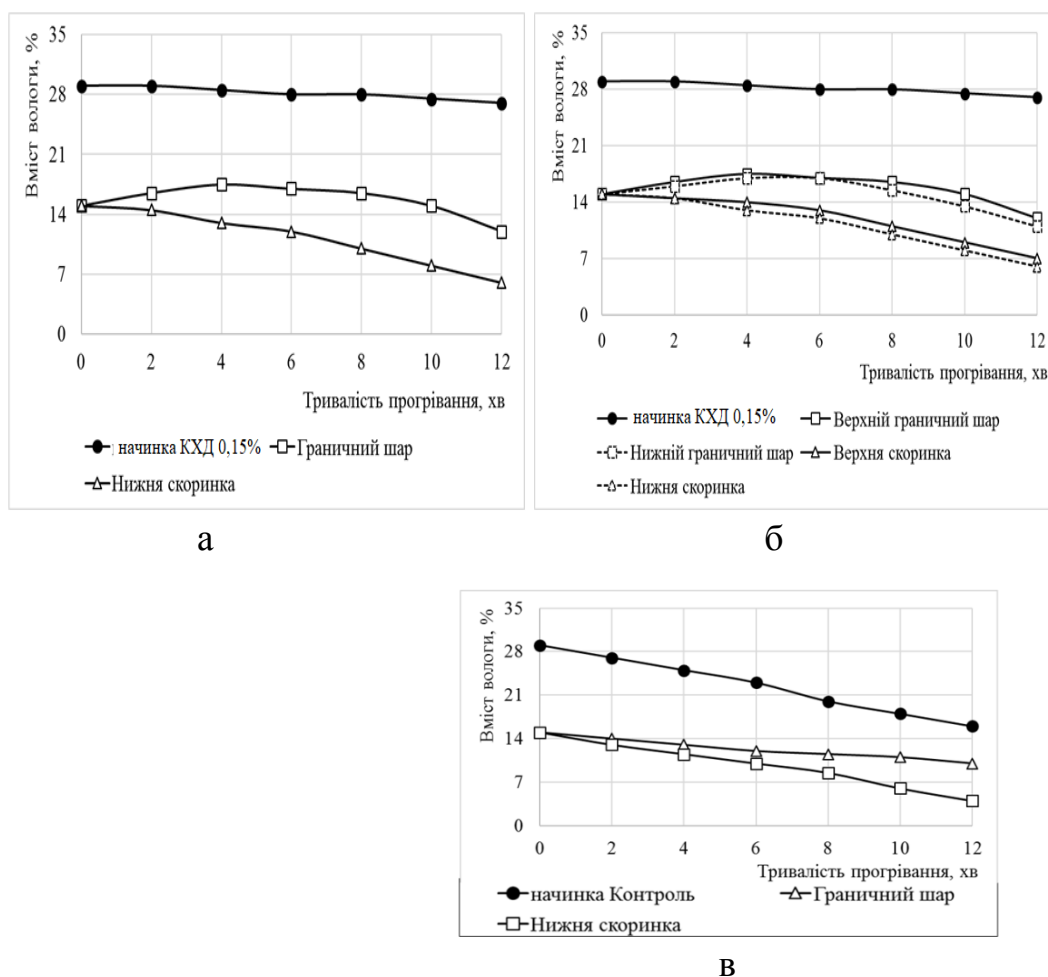 Вміст вологи, %
35
28
21
14
7
0
0 2 4 6 8 10 12
Тривалість прогрівання, хв
начинка КХД 0,15% Граничний шар
Нижня скоринка
а
Вміст вологи, %
35
28
21
14
7
0
0 2 4 6 8 10 12
Тривалість прогрівання, хв
начинка КХД 0,15% Верхній граничний шар
Нижній граничний шар Верхня скоринка
Нижня скоринка
б
Вміст вологи, %
35
28
21
14
7
0
0 2 4 6 8 10 12
Тривалість прогрівання, хв
начинка Контроль Граничний шар
Нижня скоринка
в